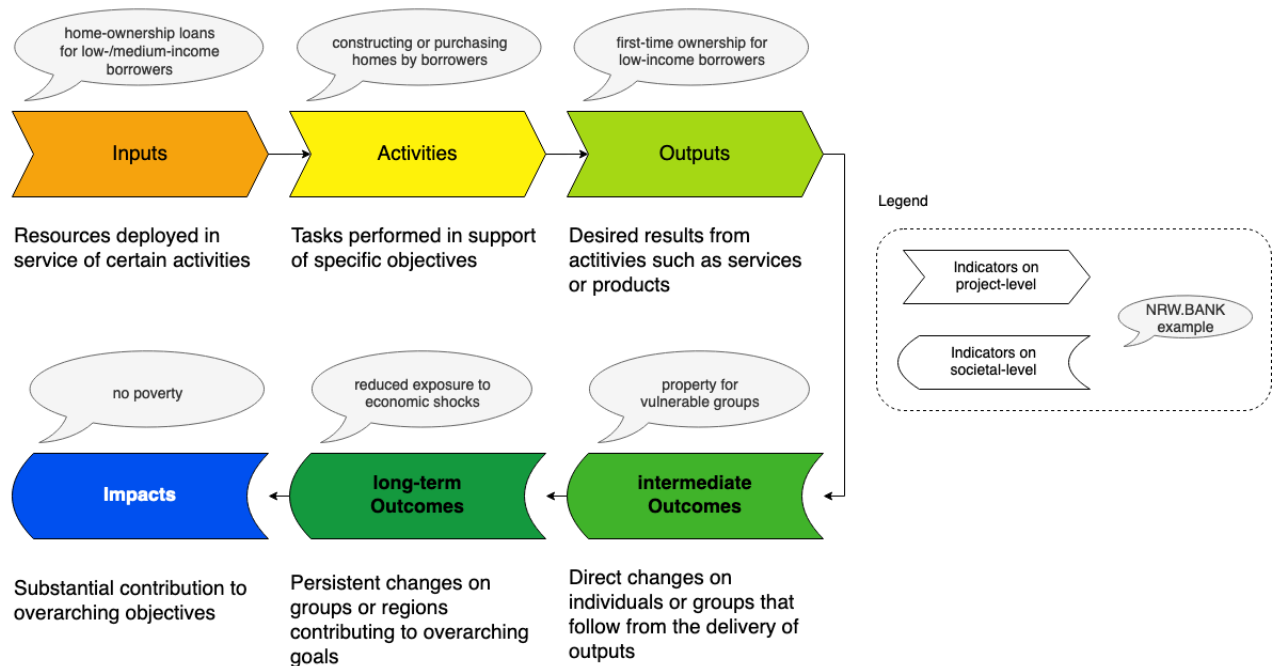 home-ownership loans
for low-/medium-income
borrowers
constructing or purchasing
homes by borrowers
first-time ownership for
low-income borrowers
Inputs
Activities
Outputs
Resources deployed in
service of certain activities
Tasks performed in support
of specific objectives
Desired results from
actitivies such as services
or products
Legend
Indicators on
project-level
NRW.BANK
example
Indicators on
societal-level
no poverty
reduced exposure to
economic shocks
property for
vulnerable groups
Impacts
long-term
Outcomes
intermediate
Outcomes
Substantial contribution to
overarching objectives
Persistent changes on
groups or regions
contributing to overarching
goals
Direct changes on
individuals or groups that
follow from the delivery of
outputs